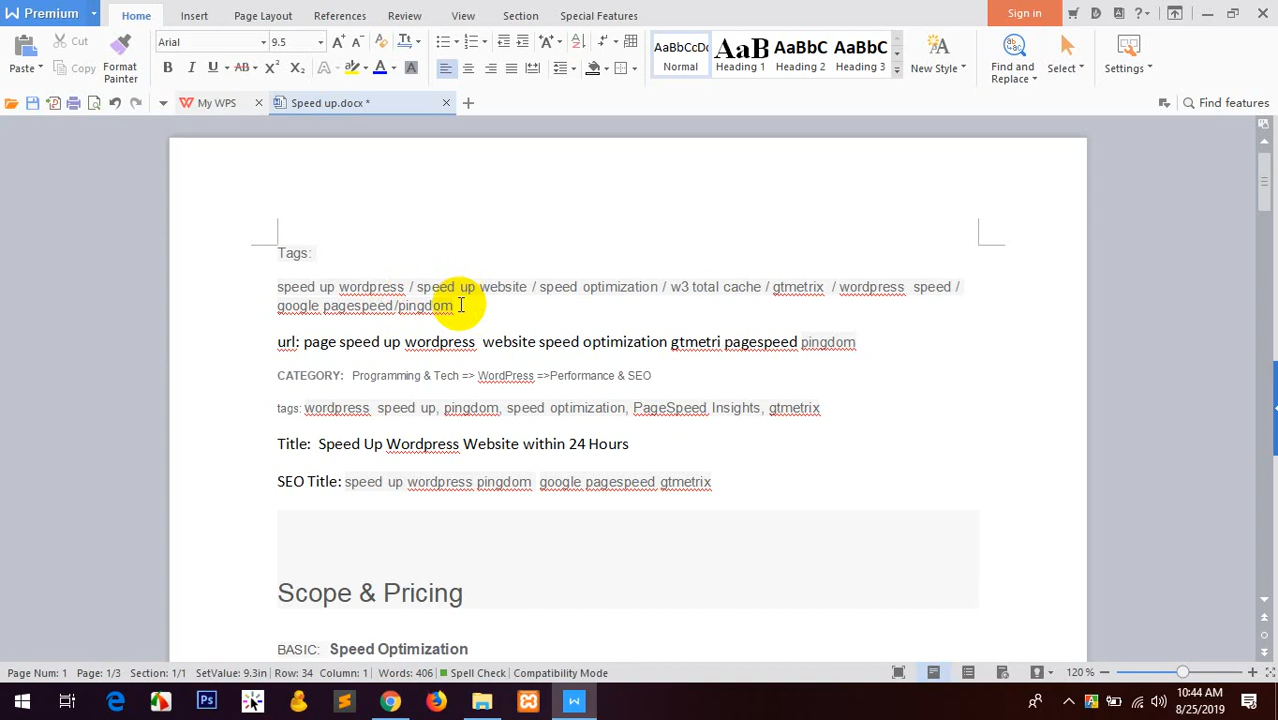 Premium Home Insert Page Layout References Review View Section Special Features Sign in
Cut
Paste Copy Format Painter
Arial 9.5
B I U AB X² X₂ A A A
AaBbCcDd Normal
AaB Heading 1
AaBbC Heading 2
AaBbC Heading 3
New Style Find and Replace Select Settings
My WPS Speed up.docx * Find features
Tags:
speed up wordpress / speed up website / speed optimization / w3 total cache / gtmetrix / wordpress speed /
google pagespeed/pingdom
url: page speed up wordpress website speed optimization gtmetri pagespeed pingdom
CATEGORY: Programming & Tech => WordPress =>Performance & SEO
tags: wordpress speed up, pingdom, speed optimization, PageSpeed Insights, gtmetrix
Title: Speed Up Wordpress Website within 24 Hours
SEO Title: speed up wordpress pingdom google pagespeed gtmetrix
Scope & Pricing
BASIC: Speed Optimization
Page Num: 1 Page: 1/3 Section: 1/1 SetValue: 9.3in Row: 34 Column: 1 Words: 406 Spell Check Compatibility Mode 120 %
10:44 AM
8/25/2019